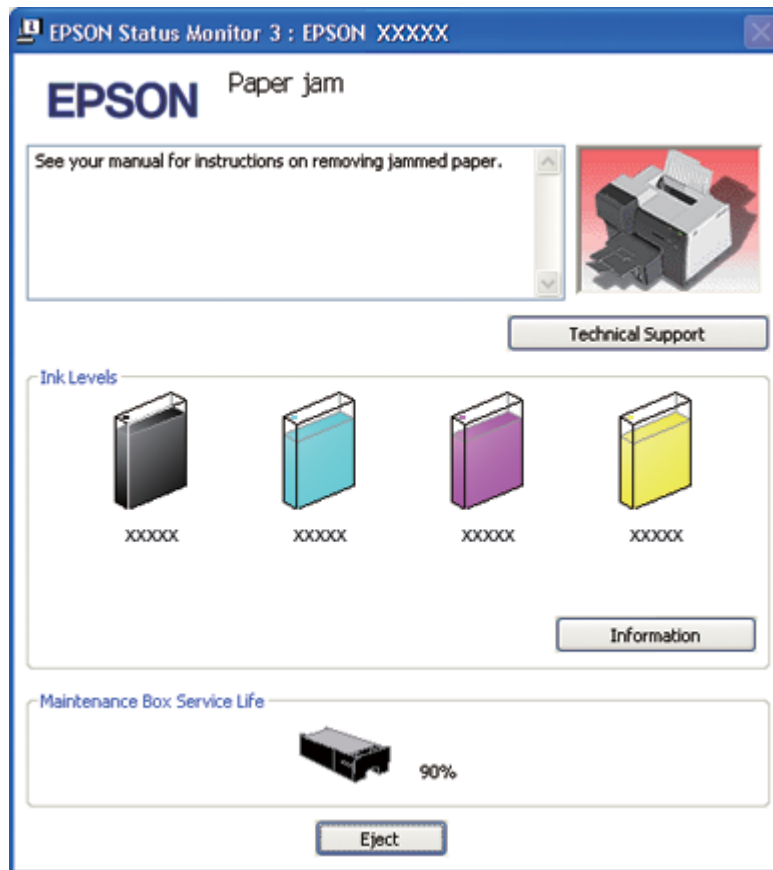 EPSON Status Monitor 3 : EPSON XXXXX
EPSON
Paper jam
See your manual for instructions on removing jammed paper.
Technical Support
Ink Levels
XXXXX XXXXX XXXXX XXXXX
Information
Maintenance Box Service Life
90%
Eject